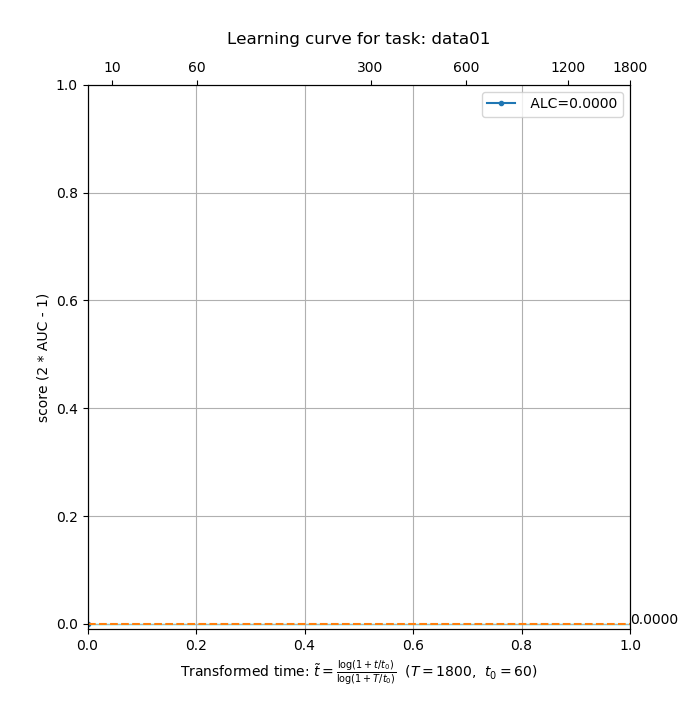 Learning curve for task: data01
10 60 300 600 1200 1800
ALC=0.0000
1.0
0.8
0.6
0.4
0.2
0.0
score (2 * AUC - 1)
0.0000
0.0 0.2 0.4 0.6 0.8 1.0
Transformed time: t̃ = log(1 + t/t₀) / log(1 + T/t₀) (T = 1800, t₀ = 60)